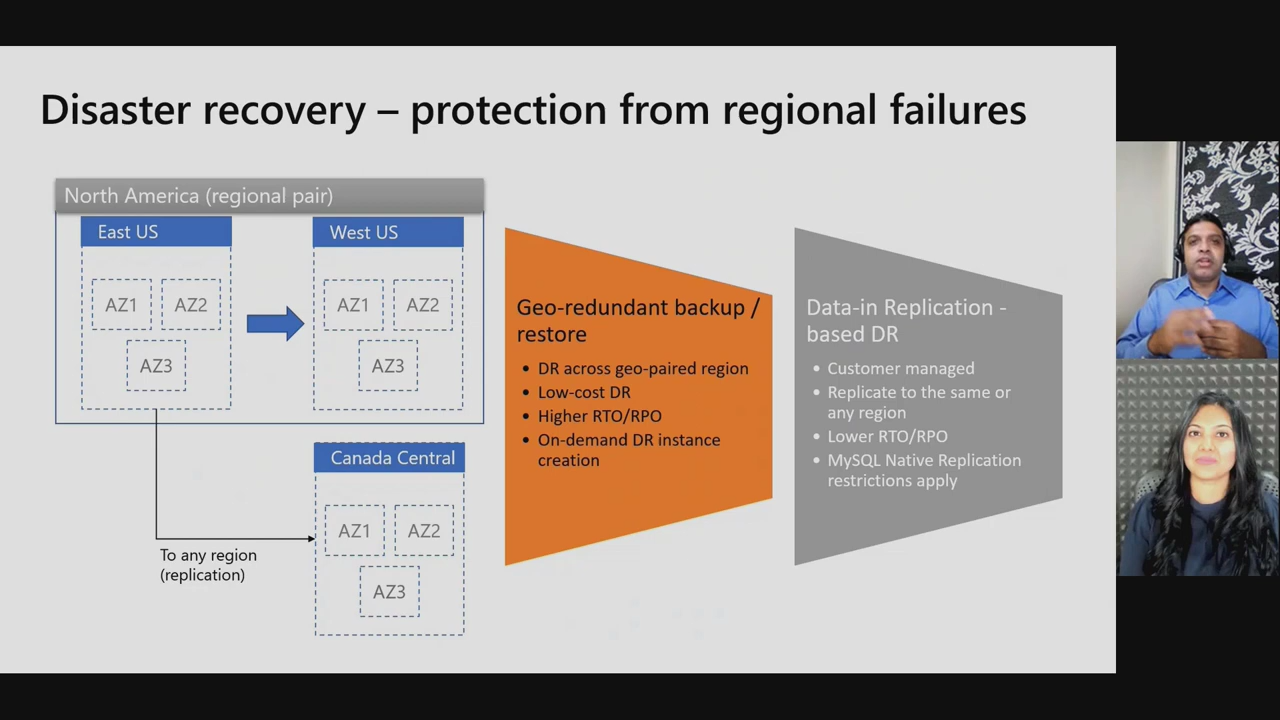 Disaster recovery – protection from regional failures
North America (regional pair)
East US
AZ1
AZ2
AZ3
West US
AZ1
AZ2
AZ3
Canada Central
AZ1
AZ2
AZ3
To any region
(replication)
Geo-redundant backup /
restore
• DR across geo-paired region
• Low-cost DR
• Higher RTO/RPO
• On-demand DR instance
creation
Data-in Replication -
based DR
• Customer managed
• Replicate to the same or
any region
• Lower RTO/RPO
• MySQL Native Replication
restrictions apply